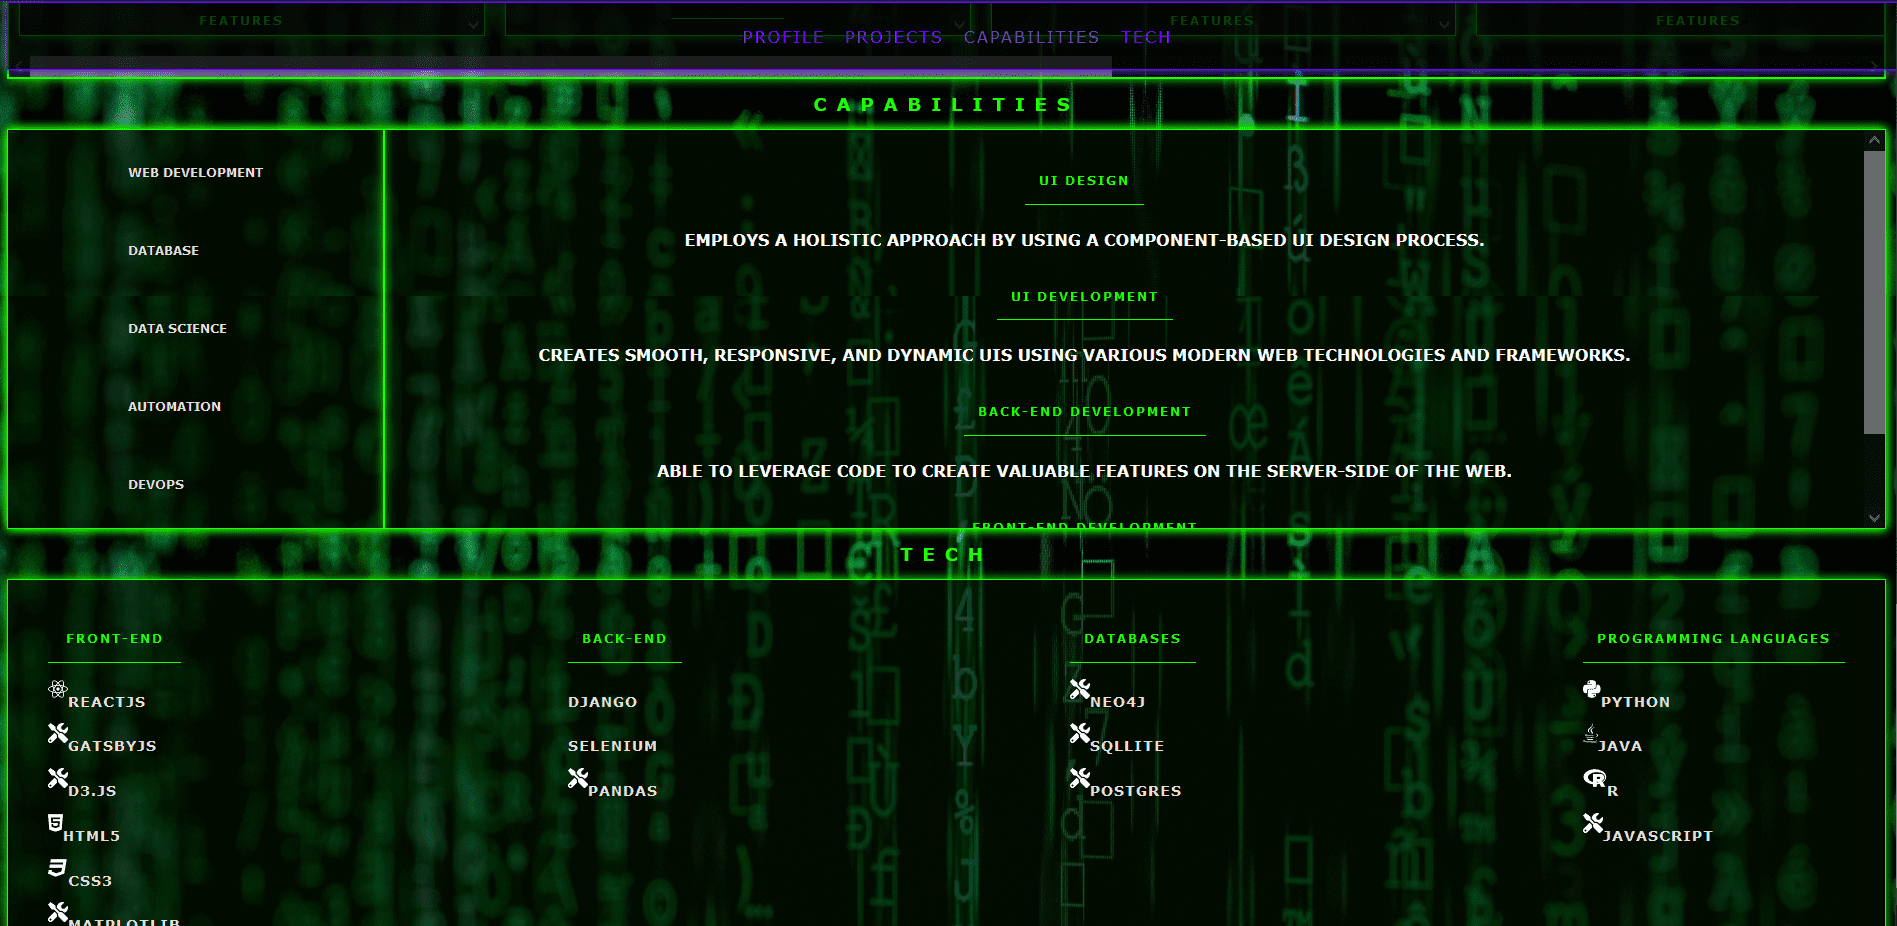 FEATURES
FEATURES
FEATURES
PROFILE PROJECTS CAPABILITIES TECH
CAPABILITIES
WEB DEVELOPMENT
DATABASE
DATA SCIENCE
AUTOMATION
DEVOPS
UI DESIGN
EMPLOYS A HOLISTIC APPROACH BY USING A COMPONENT-BASED UI DESIGN PROCESS.
UI DEVELOPMENT
CREATES SMOOTH, RESPONSIVE, AND DYNAMIC UIS USING VARIOUS MODERN WEB TECHNOLOGIES AND FRAMEWORKS.
BACK-END DEVELOPMENT
ABLE TO LEVERAGE CODE TO CREATE VALUABLE FEATURES ON THE SERVER-SIDE OF THE WEB.
FRONT-END DEVELOPMENT
TECH
FRONT-END
REACTJS
GATSBYJS
D3.JS
HTML5
CSS3
MATPLOTLIB
BACK-END
DJANGO
SELENIUM
PANDAS
DATABASES
NEO4J
SQLLITE
POSTGRES
PROGRAMMING LANGUAGES
PYTHON
JAVA
R
JAVASCRIPT